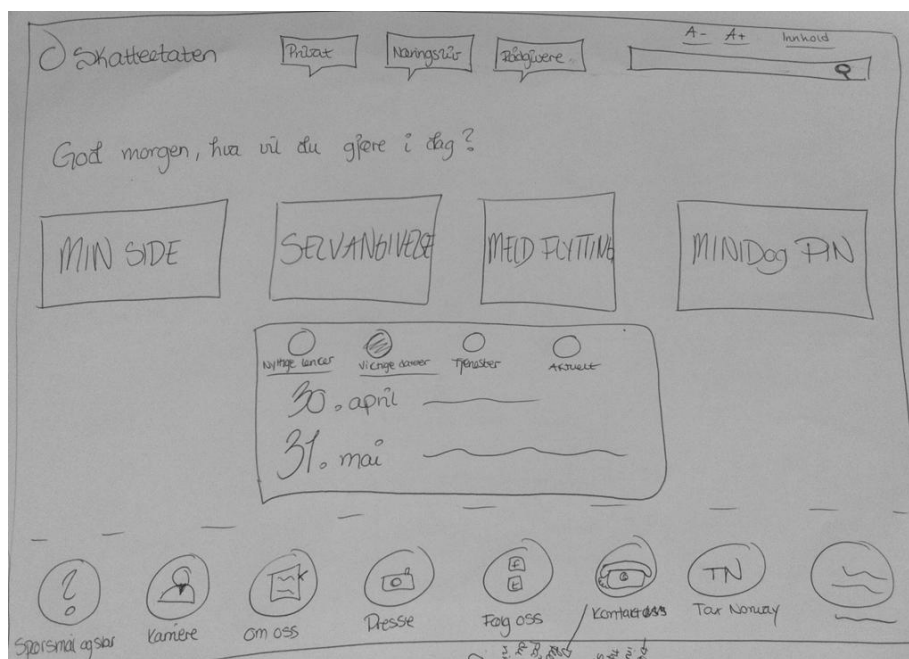 Skatteetaten
Privat
Næringsliv
Rådgivere
A- A+ Innhold
God morgen, hva vil du gjøre i dag?
MIN SIDE
SELVANGIVELSE
MELD FLYTTING
MINID og PIN
Nyttige lenker
Viktige datoer
Tjenester
Aktuelt
30. april
31. mai
?
f
t
TN
Spørsmål og svar
Karriere
Om oss
Presse
Følg oss
Kontakt oss
Tax Norway